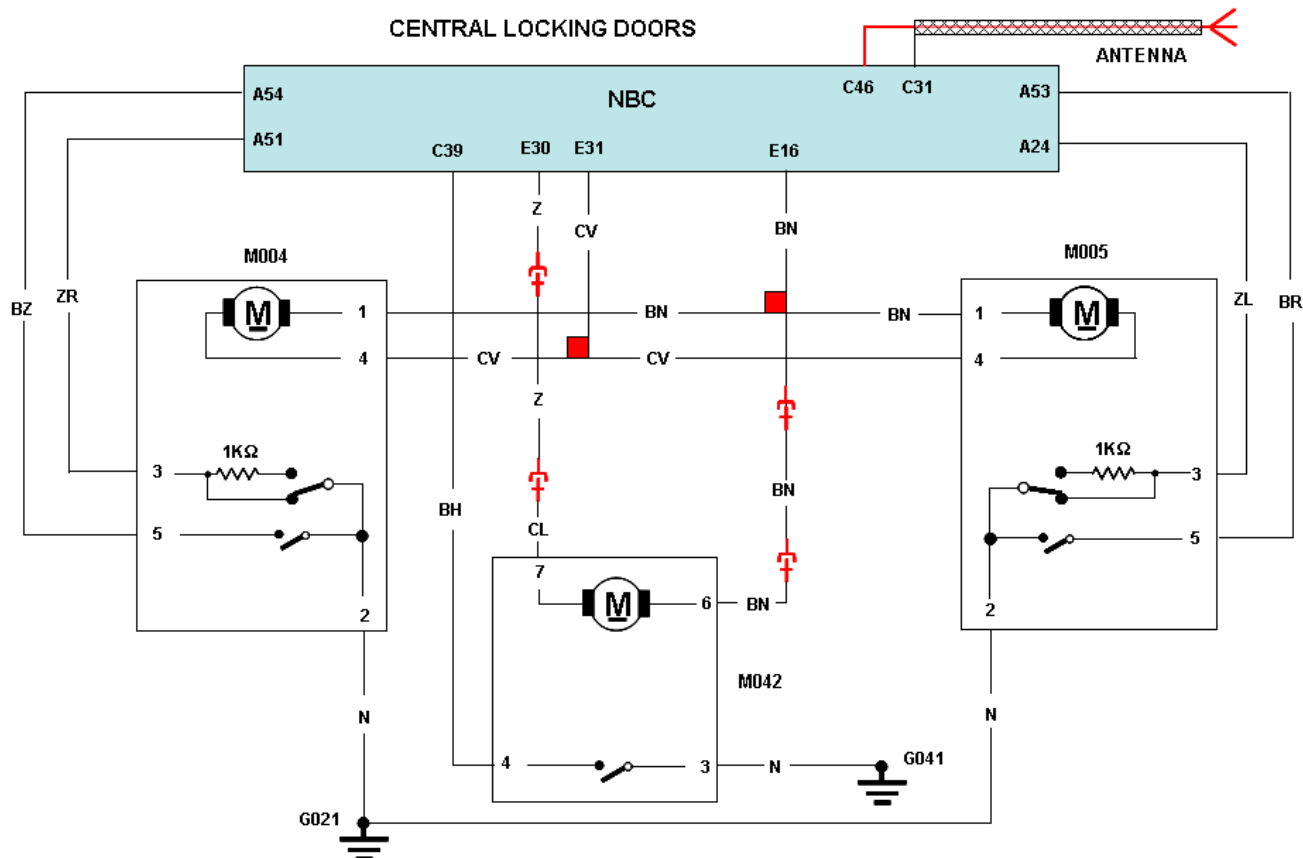 CENTRAL LOCKING DOORS
ANTENNA
NBC
C46 C31
A54 A53
A51 A24
C39 E30 E31 E16
Z
CV BN
M004 M005
BZ ZR ZL BR
M M
1 BN BN 1
4 CV CV 4
Z
1KΩ 1KΩ
3 3
BH BN
CL
5 5
7
M
6 BN
2 2
M042
N N
4 3 N G041
G021